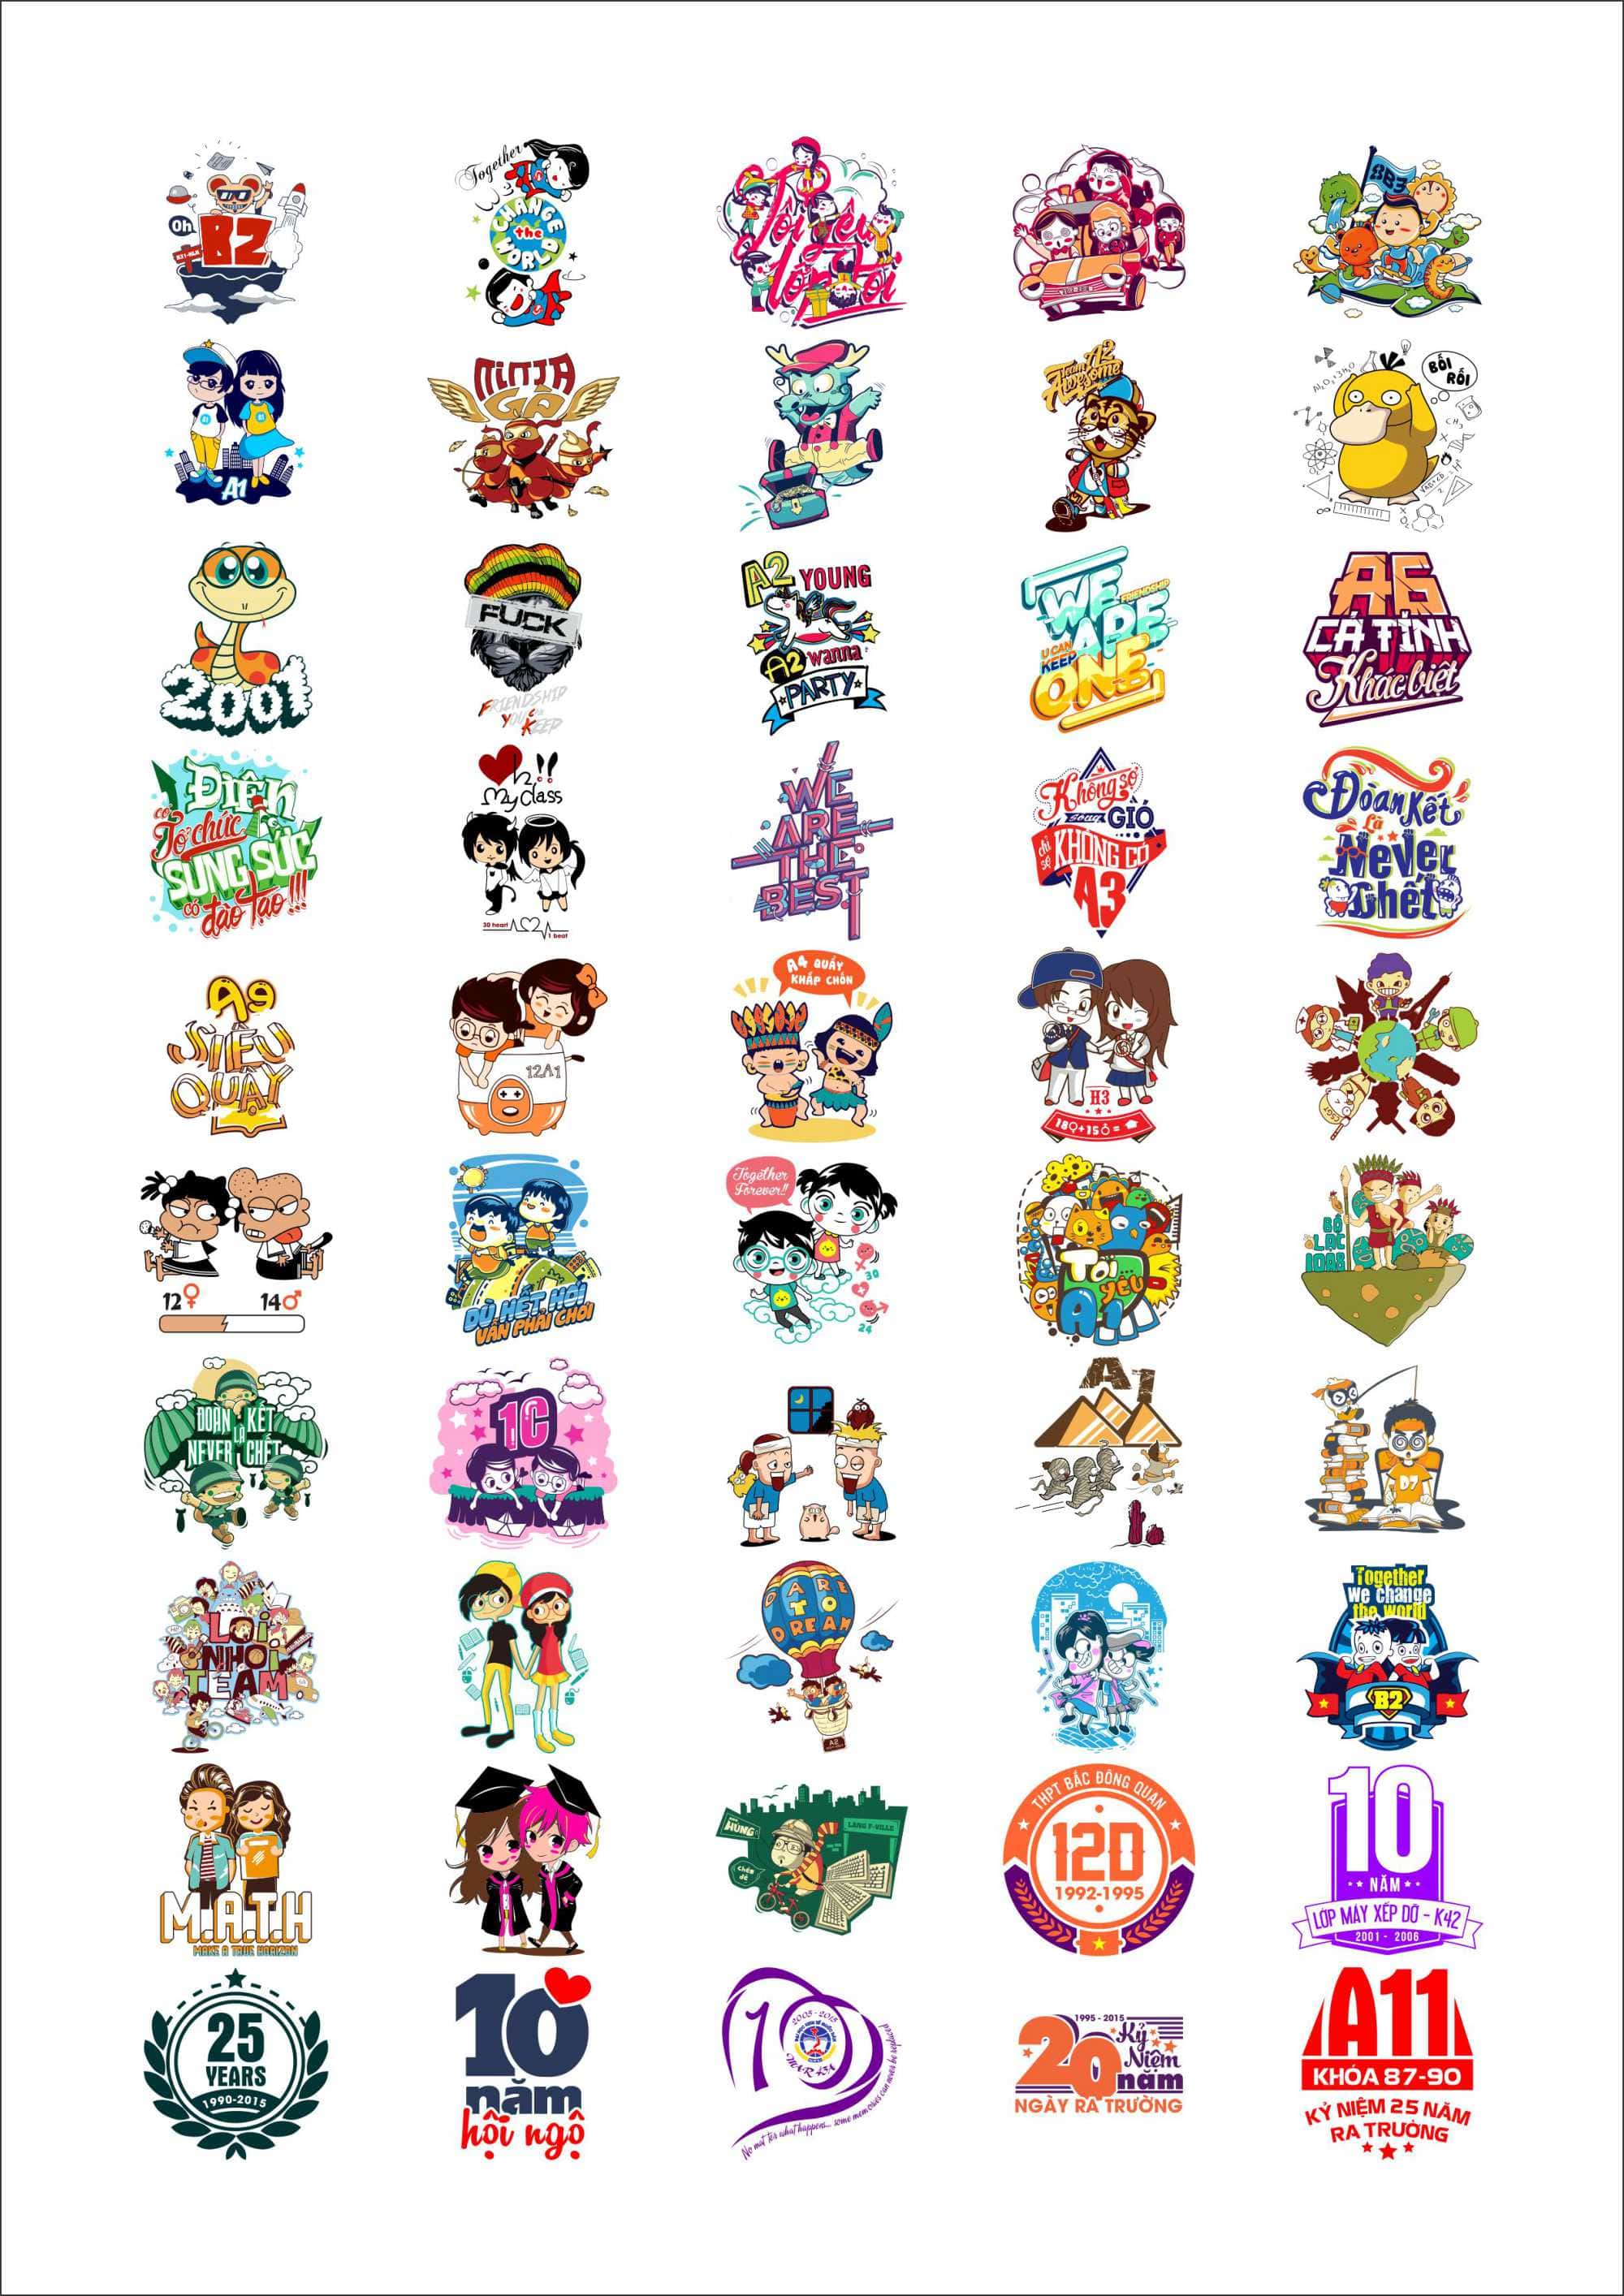 Oh
B2
Together
We
CHANGE
the
WORLD
Tôi yêu
lớp tôi
8B3
A1
NINJA
GÀ
Team A2
Awesome
BỐI
RỐI
2001
FUCK
FRIENDSHIP
YOU CAN
KEEP
A2 YOUNG
A2 wanna
PARTY
WE
FRIENDSHIP
ARE
U CAN
KEEP
ONE
A6
CÁ TÍNH
Khác biệt
Điên
có
Tổ chức
SUNG SỨC
có đào tạo!!!
h!!
My class
30 heart
1 beat
WE
ARE
THE
BEST
Không sợ
sóng GIÓ
chỉ sợ
KHÔNG CÓ
A3
Đoàn Kết
Là
Never
Chết
A9
SIÊU
QUẬY
12A1
A4 QUẨY
KHẮP CHỐN
H3
18♀+15♂=
12♀ 14♂
DÙ HẾT HƠI
VẪN PHẢI CHƠI
Together
Forever!!
30
24
Tôi
yêu
A1
BỘ
LẠC
10A8
ĐOÀN KẾT
LÀ
NEVER CHẾT
1C
A1
D7
LOI
NHOI
TEAM
DARE
TO
DREAM
A2
Together
we change
the world
B2
M.A.T.H
MAKE A TRUE HORIZON
HÙNG
LANG F-VILLE
THPT BẮC ĐÔNG QUAN
12D
1992-1995
10
NĂM
LỚP MÁY XẾP DỠ - K42
2001 - 2006
25
YEARS
1990-2015
10
năm
hội ngộ
10
2005-2015
No matter what happens... some memories can never be replaced
1995 - 2015
20
Kỷ
Niệm
năm
NGÀY RA TRƯỜNG
A11
KHÓA 87-90
KỶ NIỆM 25 NĂM
RA TRƯỜNG